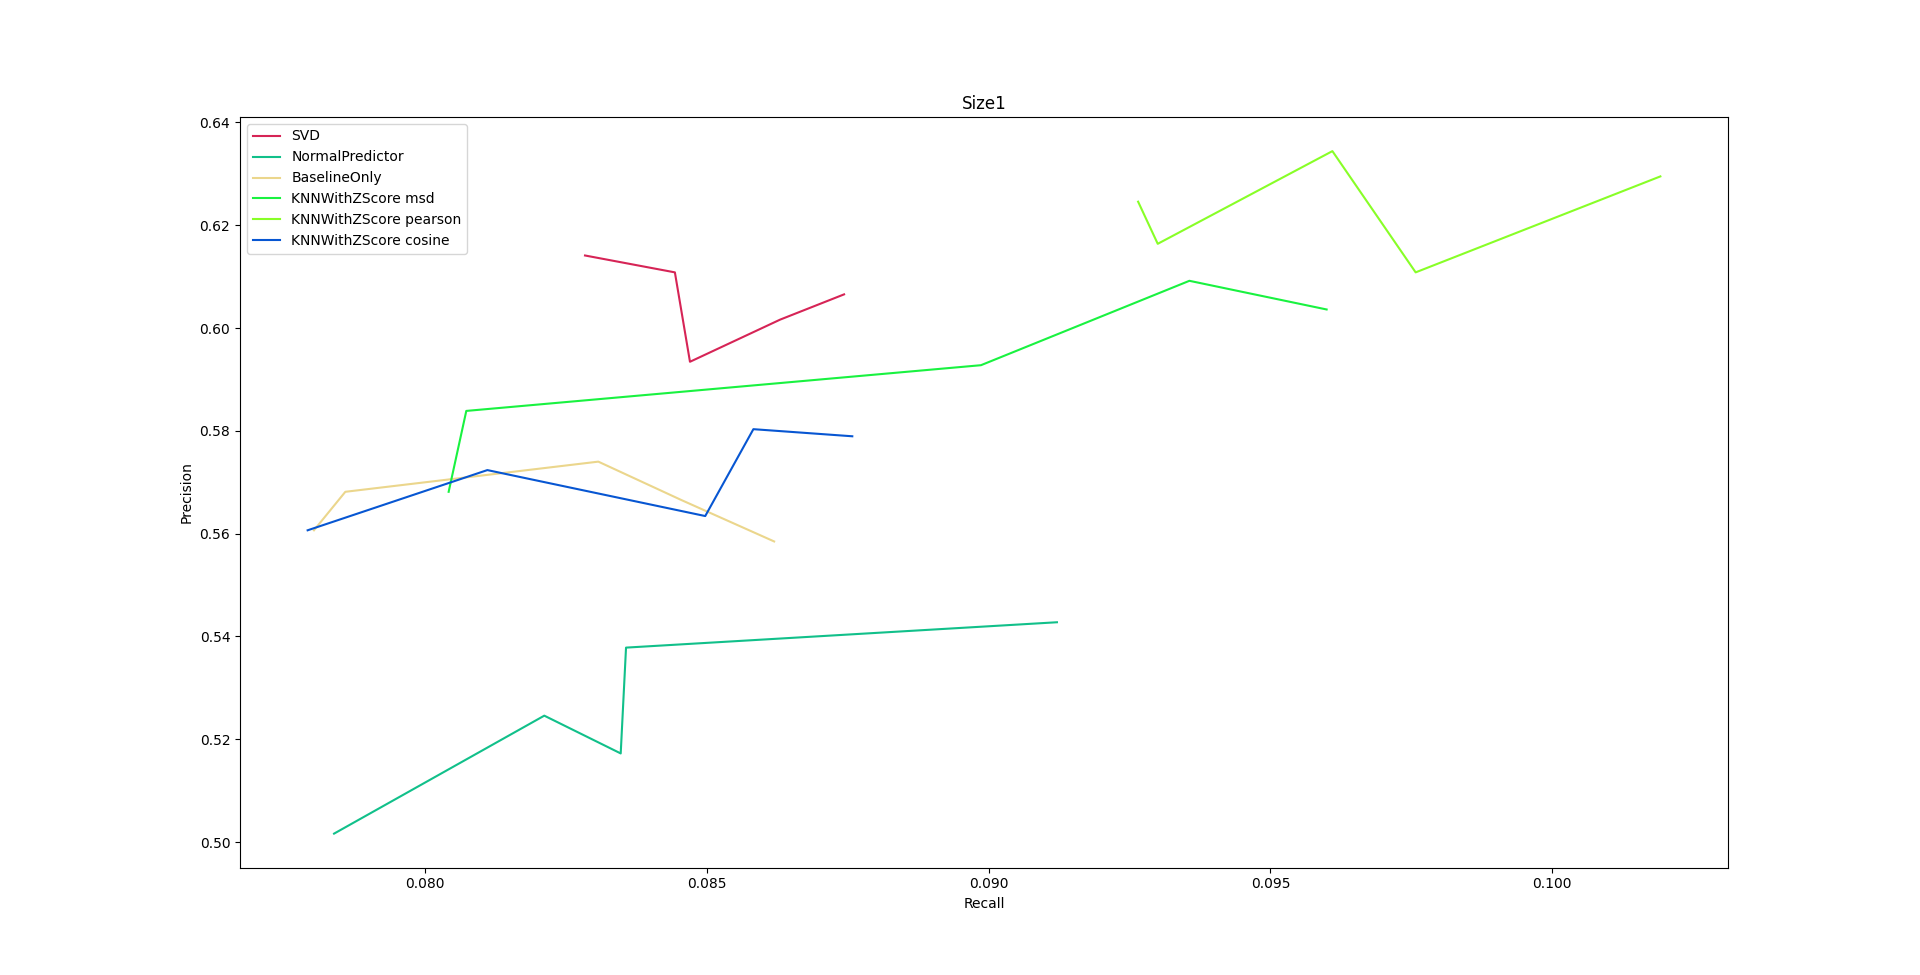 Size1
0.64
0.62
0.60
0.58
0.56
0.54
0.52
0.50
Precision
SVD
NormalPredictor
BaselineOnly
KNNWithZScore msd
KNNWithZScore pearson
KNNWithZScore cosine
0.080 0.085 0.090 0.095 0.100
Recall